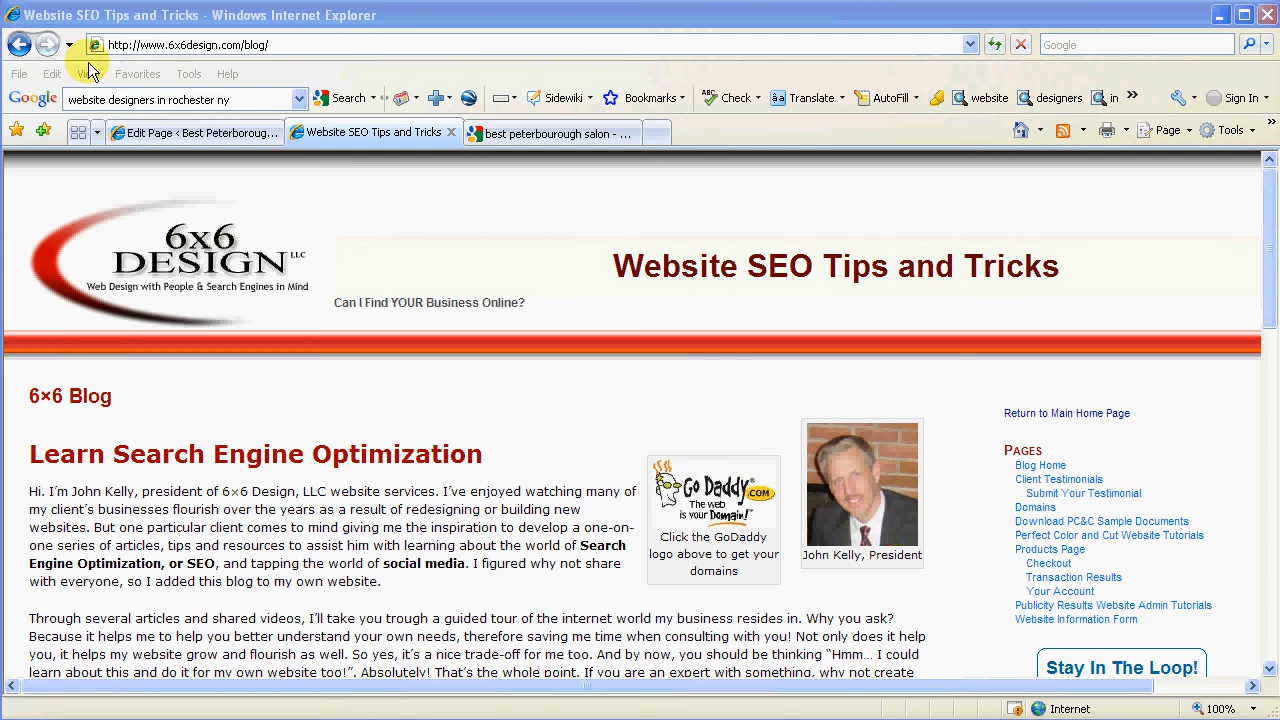 Website SEO Tips and Tricks - Windows Internet Explorer
http://www.6x6design.com/blog/
Google
File Edit Favorites Tools Help
Google website designers in rochester ny Search Sidewiki Bookmarks ABC Check Translate AutoFill website designers in Sign In
Edit Page < Best Peterboroug... Website SEO Tips and Tricks best peterbourough salon - ... Page Tools
6x6
DESIGN LLC
Web Design with People & Search Engines in Mind
Website SEO Tips and Tricks
Can I Find YOUR Business Online?
6×6 Blog
Return to Main Home Page
Learn Search Engine Optimization
Hi. I'm John Kelly, president of 6×6 Design, LLC website services. I've enjoyed watching many of
my client's businesses flourish over the years as a result of redesigning or building new
websites. But one particular client comes to mind giving me the inspiration to develop a one-on-
one series of articles, tips and resources to assist him with learning about the world of Search
Engine Optimization, or SEO, and tapping the world of social media. I figured why not share
with everyone, so I added this blog to my own website.
Go Daddy.COM
The web
is your Domain!™
Click the GoDaddy
logo above to get your
domains
John Kelly, President
Through several articles and shared videos, I'll take you trough a guided tour of the internet world my business resides in. Why you ask?
Because it helps me to help you better understand your own needs, therefore saving me time when consulting with you! Not only does it help
you, it helps my website grow and flourish as well. So yes, it's a nice trade-off for me too. And by now, you should be thinking “Hmm... I could
learn about this and do it for my own website too!”. Absolutely! That's the whole point. If you are an expert with something, why not create
PAGES
Blog Home
Client Testimonials
Submit Your Testimonial
Domains
Download PC&C Sample Documents
Perfect Color and Cut Website Tutorials
Products Page
Checkout
Transaction Results
Your Account
Publicity Results Website Admin Tutorials
Website Information Form
Stay In The Loop!
Internet 100%